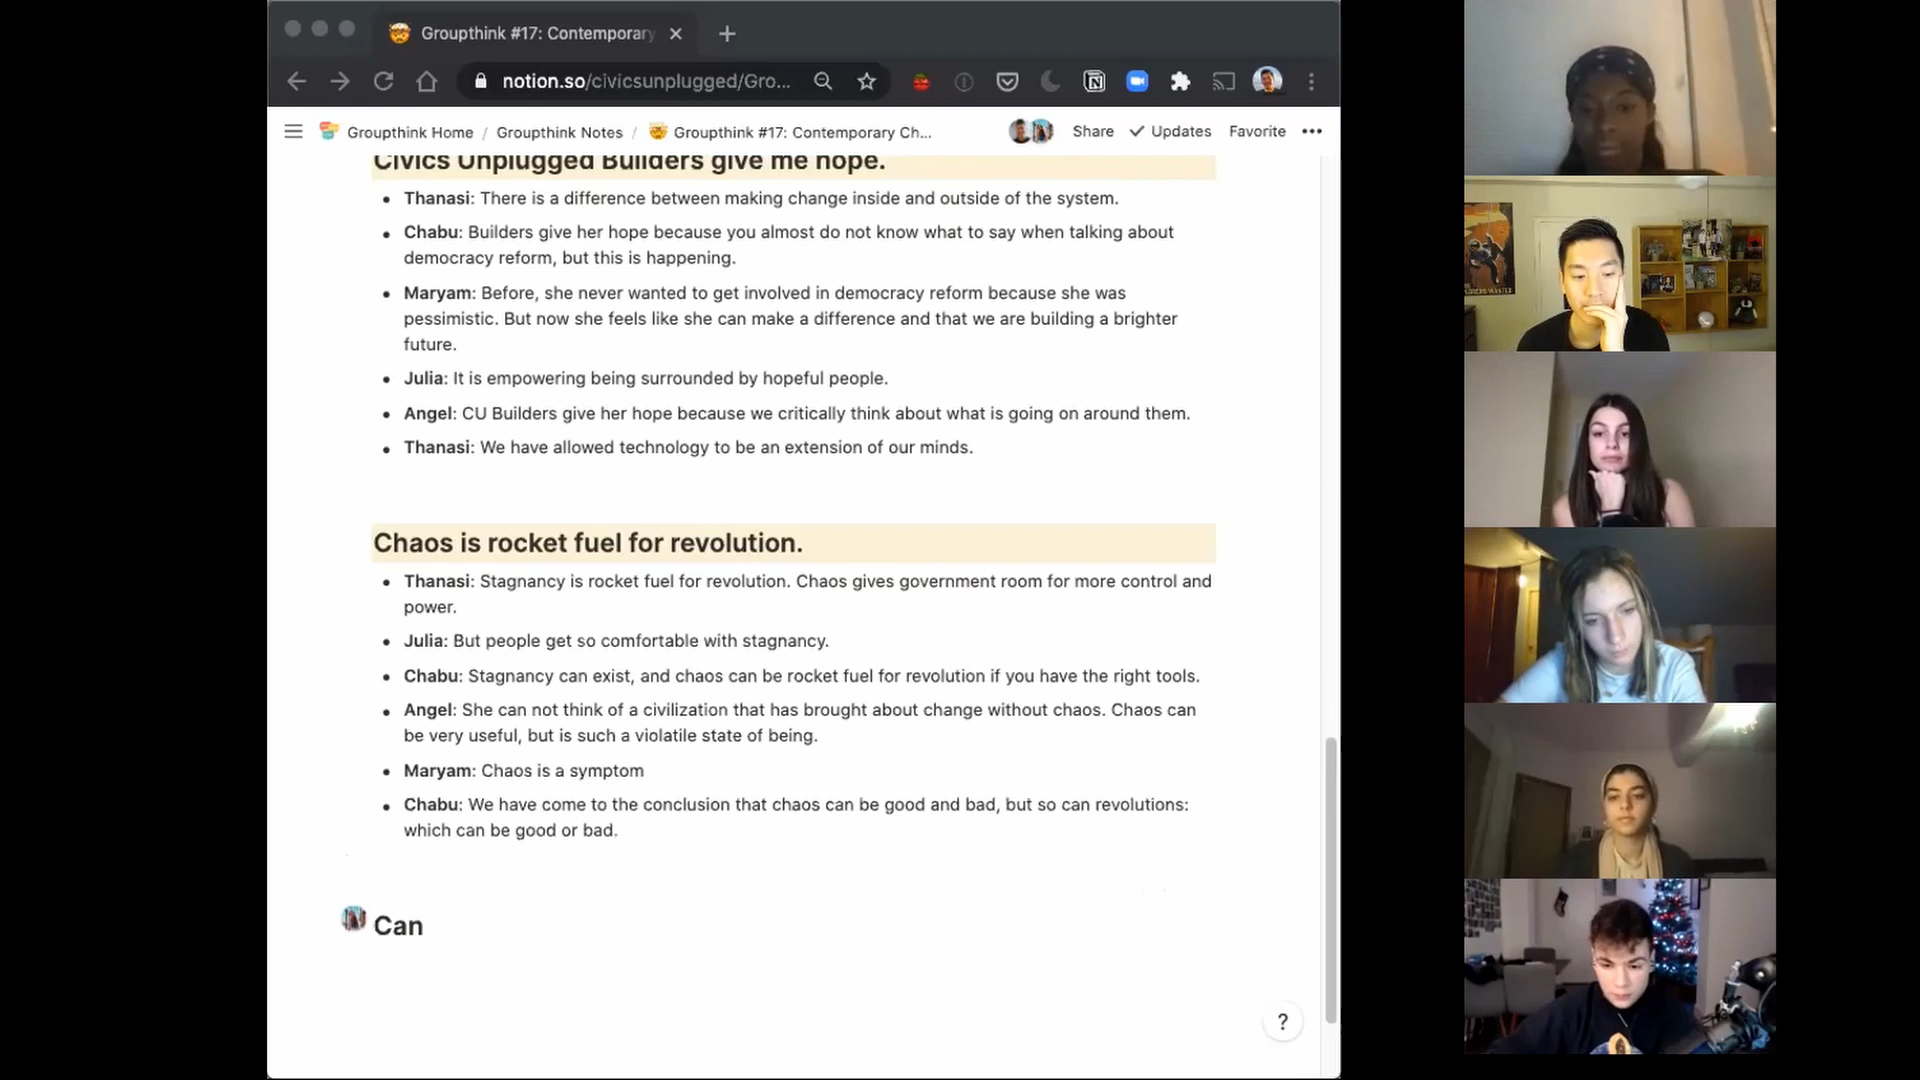 Groupthink #17: Contemporary
notion.so/civicsunplugged/Gro...
Groupthink Home / Groupthink Notes / Groupthink #17: Contemporary Ch...
Share Updates Favorite
Civics Unplugged Builders give me hope.
Thanasi: There is a difference between making change inside and outside of the system.
Chabu: Builders give her hope because you almost do not know what to say when talking about
democracy reform, but this is happening.
Maryam: Before, she never wanted to get involved in democracy reform because she was
pessimistic. But now she feels like she can make a difference and that we are building a brighter
future.
Julia: It is empowering being surrounded by hopeful people.
Angel: CU Builders give her hope because we critically think about what is going on around them.
Thanasi: We have allowed technology to be an extension of our minds.
Chaos is rocket fuel for revolution.
Thanasi: Stagnancy is rocket fuel for revolution. Chaos gives government room for more control and
power.
Julia: But people get so comfortable with stagnancy.
Chabu: Stagnancy can exist, and chaos can be rocket fuel for revolution if you have the right tools.
Angel: She can not think of a civilization that has brought about change without chaos. Chaos can
be very useful, but is such a violatile state of being.
Maryam: Chaos is a symptom
Chabu: We have come to the conclusion that chaos can be good and bad, but so can revolutions:
which can be good or bad.
Can
?